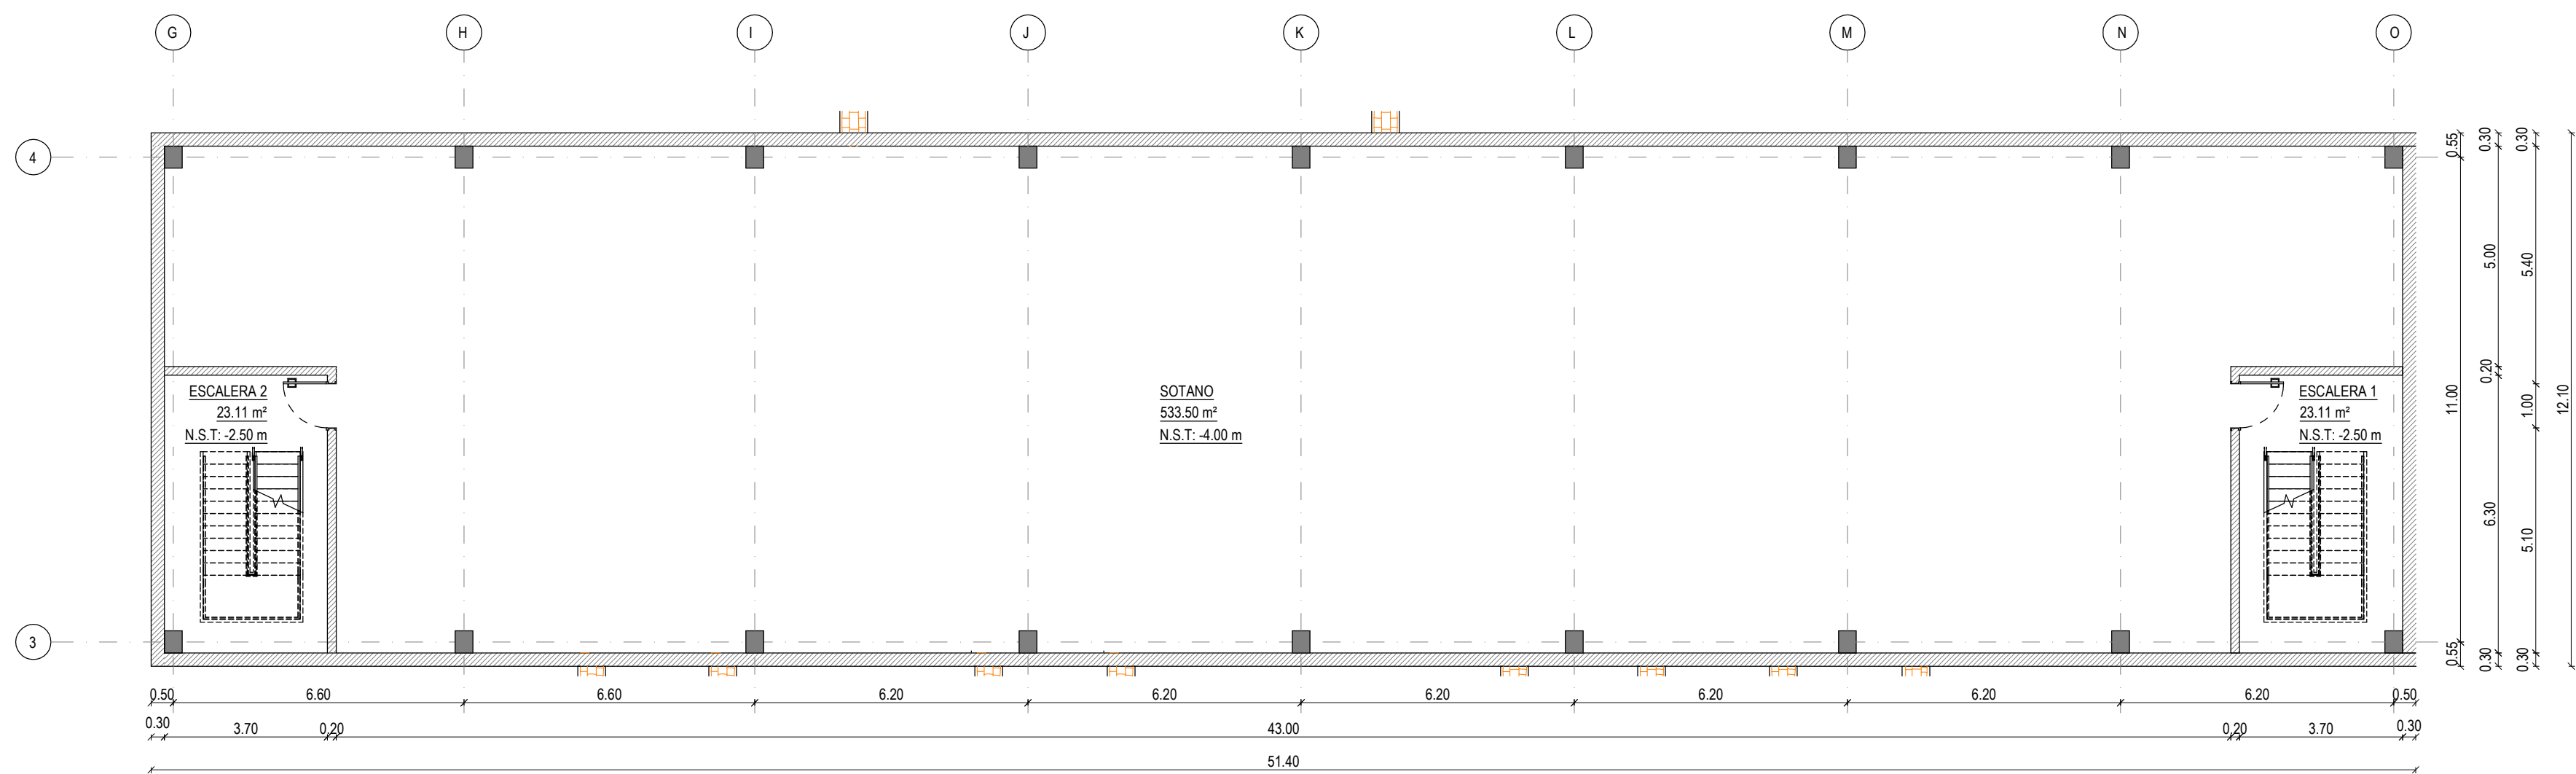 G H I J K L M N O
4
3
ESCALERA 2
23.11 m²
N.S.T: -2.50 m
SOTANO
533.50 m²
N.S.T: -4.00 m
ESCALERA 1
23.11 m²
N.S.T: -2.50 m
0.55
11.00
0.55
0.30
5.00
0.20
6.30
0.30
0.30
5.40
1.00
5.10
0.30
12.10
0.50 6.60 6.60 6.20 6.20 6.20 6.20 6.20 6.20 0.50
0.30 3.70 0.20 43.00 0.20 3.70 0.30
51.40